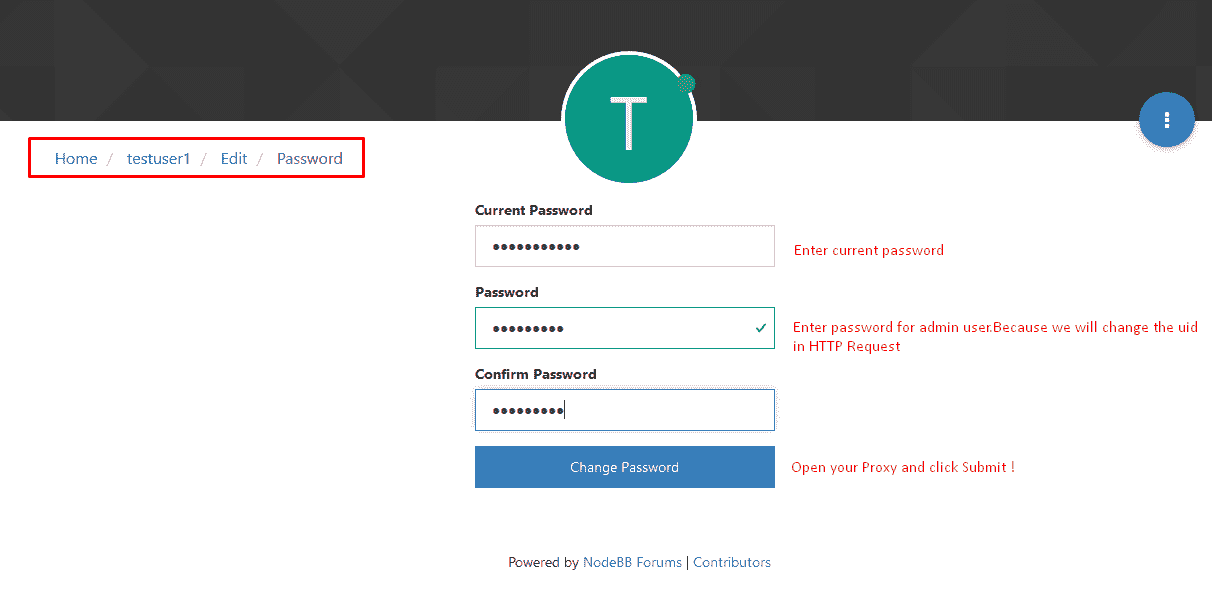 T
Home / testuser1 / Edit / Password
Current Password
•••••••••••
Enter current password
Password
•••••••••
Enter password for admin user.Because we will change the uid
in HTTP Request
Confirm Password
•••••••••
Change Password
Open your Proxy and click Submit !
Powered by NodeBB Forums | Contributors